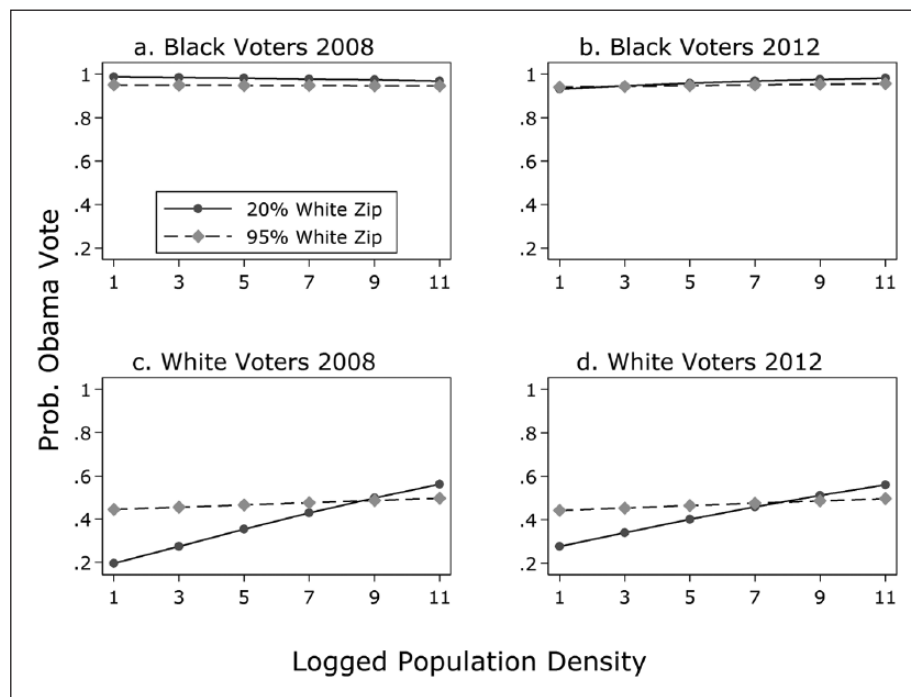 a. Black Voters 2008
1
.8
.6
.4
.2
20% White Zip
95% White Zip
1 3 5 7 9 11
b. Black Voters 2012
1
.8
.6
.4
.2
1 3 5 7 9 11
Prob. Obama Vote
c. White Voters 2008
1
.8
.6
.4
.2
1 3 5 7 9 11
d. White Voters 2012
1
.8
.6
.4
.2
1 3 5 7 9 11
Logged Population Density